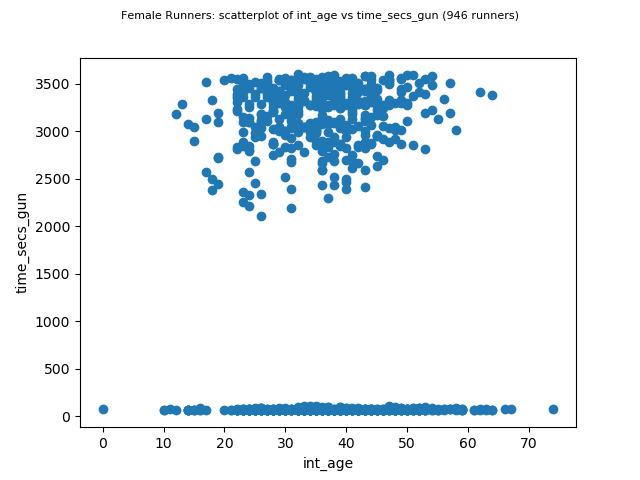 Female Runners: scatterplot of int_age vs time_secs_gun (946 runners)
3500
3000
2500
2000
1500
1000
500
0
time_secs_gun
0 10 20 30 40 50 60 70
int_age